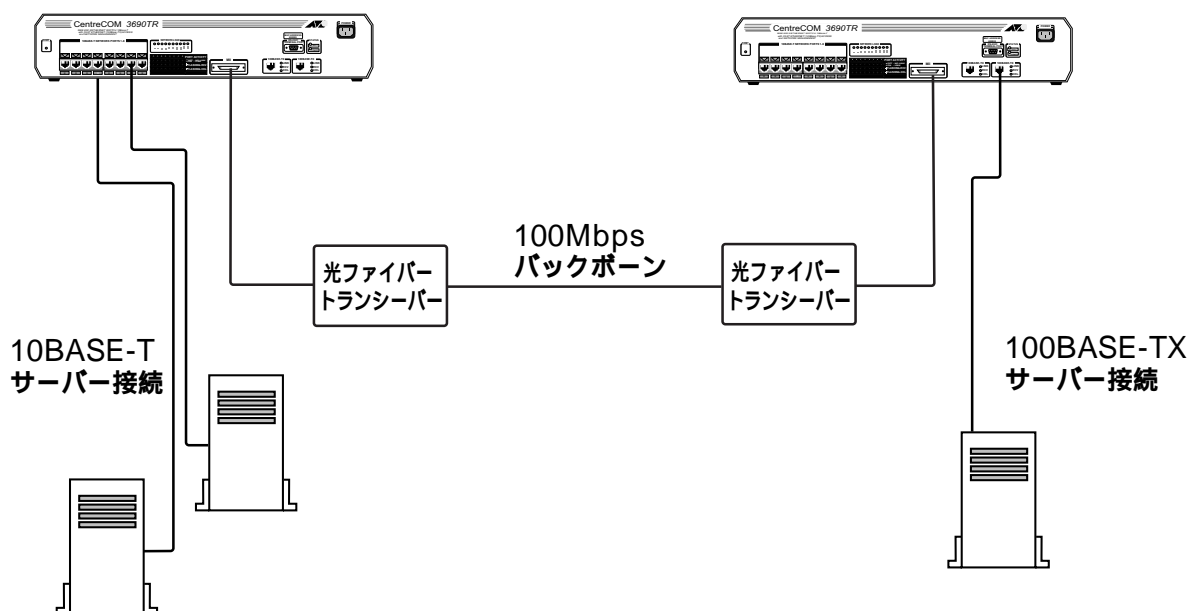 CentreCOM 3690TR
CentreCOM 3690TR
100Mbps
バックボーン
光ファイバー
トランシーバー
光ファイバー
トランシーバー
10BASE-T
サーバー接続
100BASE-TX
サーバー接続